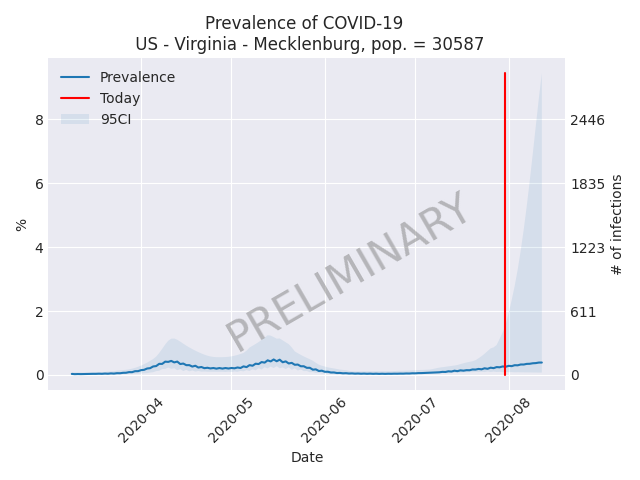 Prevalence of COVID-19
US - Virginia - Mecklenburg, pop. = 30587
Prevalence
Today
95CI
8
6
4
2
0
%
2446
1835
1223
611
0
# of infections
PRELIMINARY
2020-04
2020-05
2020-06
2020-07
2020-08
Date